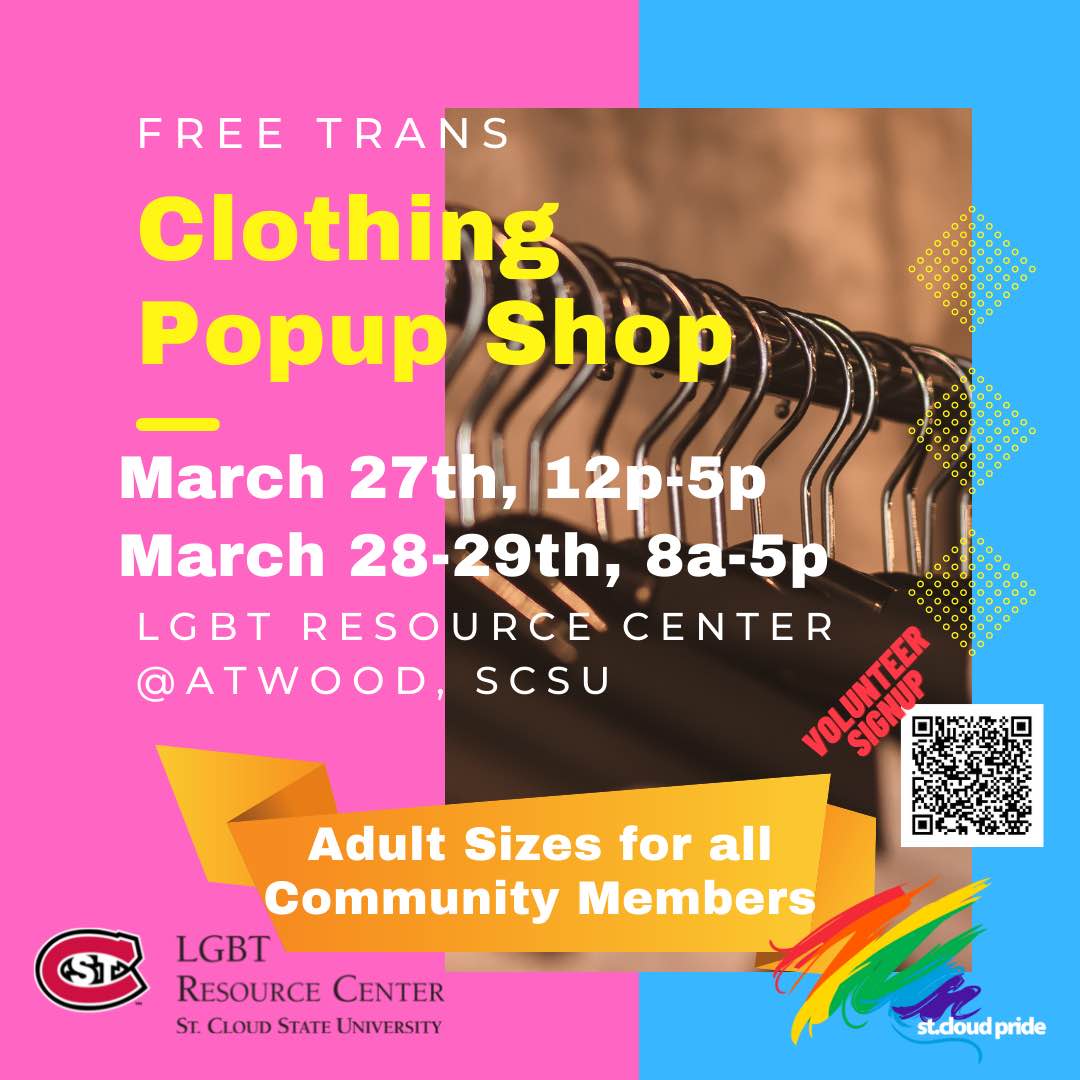 FREE TRANS
Clothing
Popup Shop
March 27th, 12p-5p
March 28-29th, 8a-5p
LGBT RESOURCE CENTER
@ATWOOD, SCSU
VOLUNTEER
SIGNUP
Adult Sizes for all
Community Members
ST. C
LGBT
RESOURCE CENTER
ST. CLOUD STATE UNIVERSITY
st.cloud pride